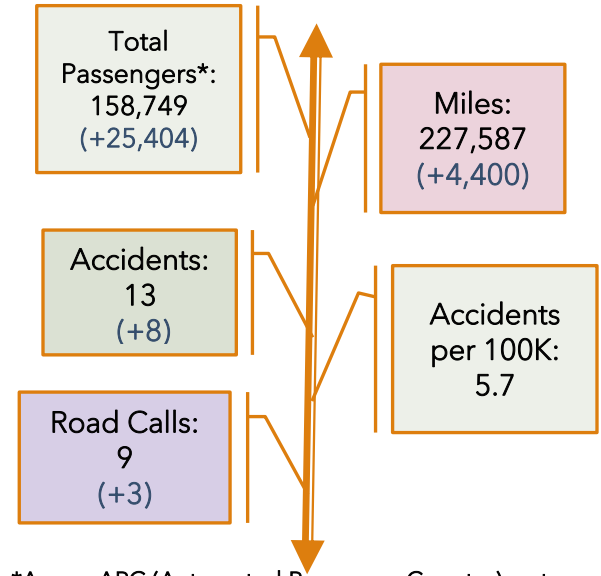 Total
Passengers*:
158,749
(+25,404)
Miles:
227,587
(+4,400)
Accidents:
13
(+8)
Accidents
per 100K:
5.7
Road Calls:
9
(+3)